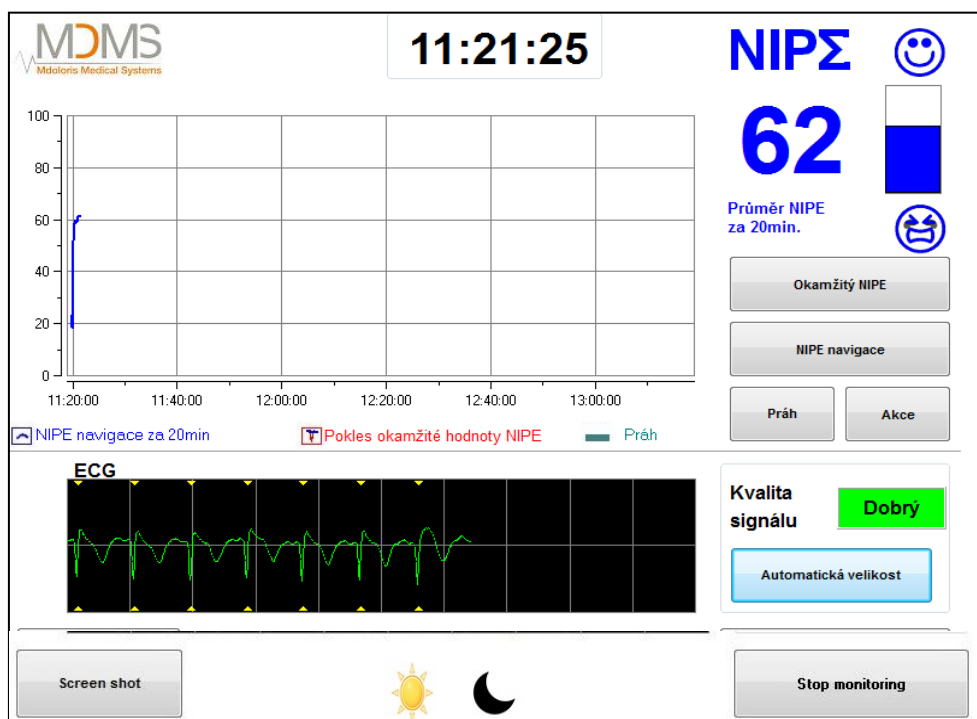 MDMS
Mdoloris Medical Systems
11:21:25
NIPΣ
62
Průměr NIPE
za 20min.
100
80
60
40
20
0
11:20:00 11:40:00 12:00:00 12:20:00 12:40:00 13:00:00
Okamžitý NIPE
NIPE navigace
Práh Akce
NIPE navigace za 20min Pokles okamžité hodnoty NIPE Práh
ECG
Kvalita
signálu
Dobrý
Automatická velikost
Screen shot
Stop monitoring